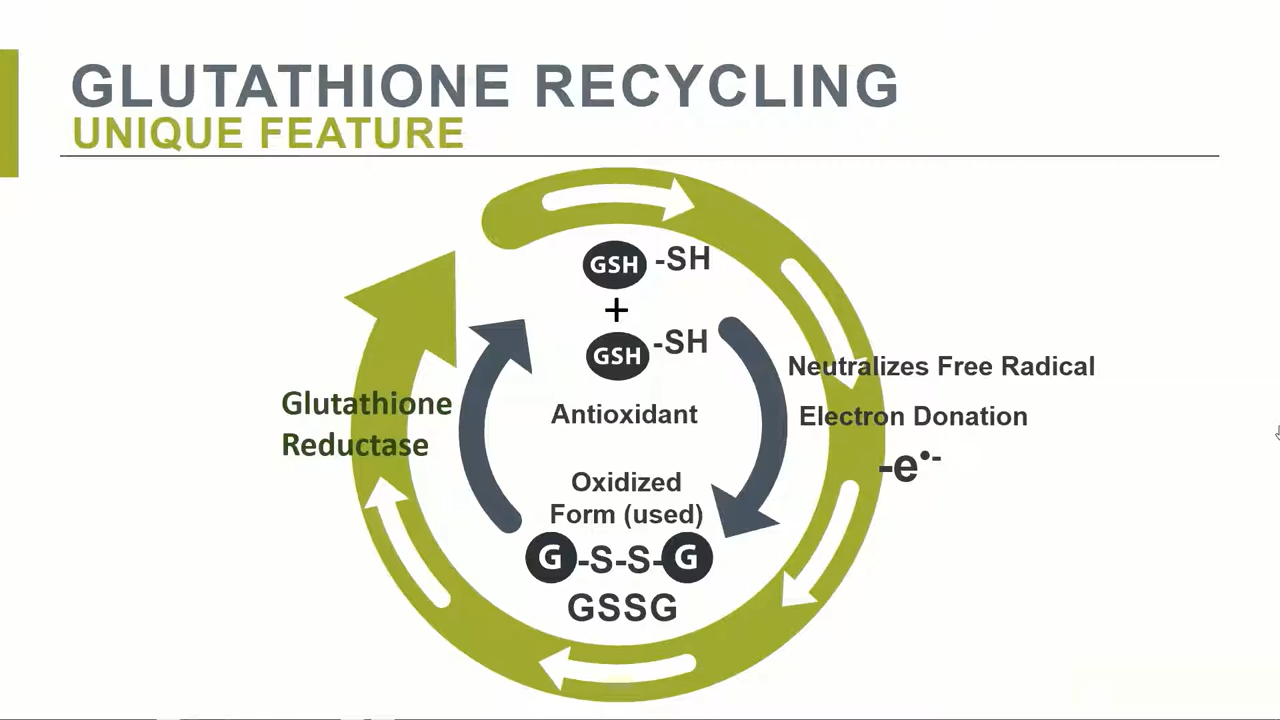 GLUTATHIONE RECYCLING
UNIQUE FEATURE
GSH -SH
+
GSH -SH
Neutralizes Free Radical
Glutathione
Reductase
Antioxidant
Electron Donation
-e•-
Oxidized
Form (used)
G -S-S- G
GSSG